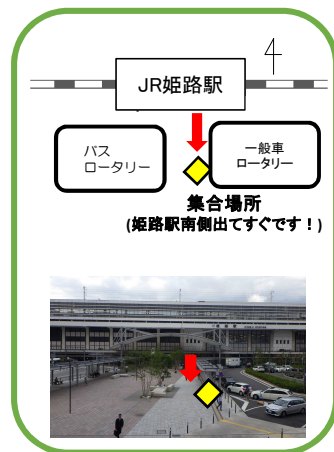 JR姫路駅
バス
ロータリー
一般車
ロータリー
集合場所
(姫路駅南側出てすぐです！)